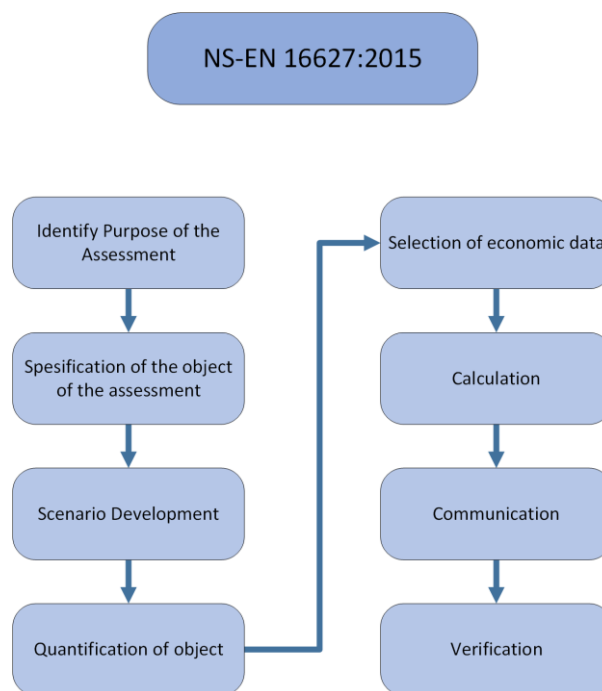 NS-EN 16627:2015
Identify Purpose of the
Assessment
Spesification of the object
of the assessment
Scenario Development
Quantification of object
Selection of economic data
Calculation
Communication
Verification